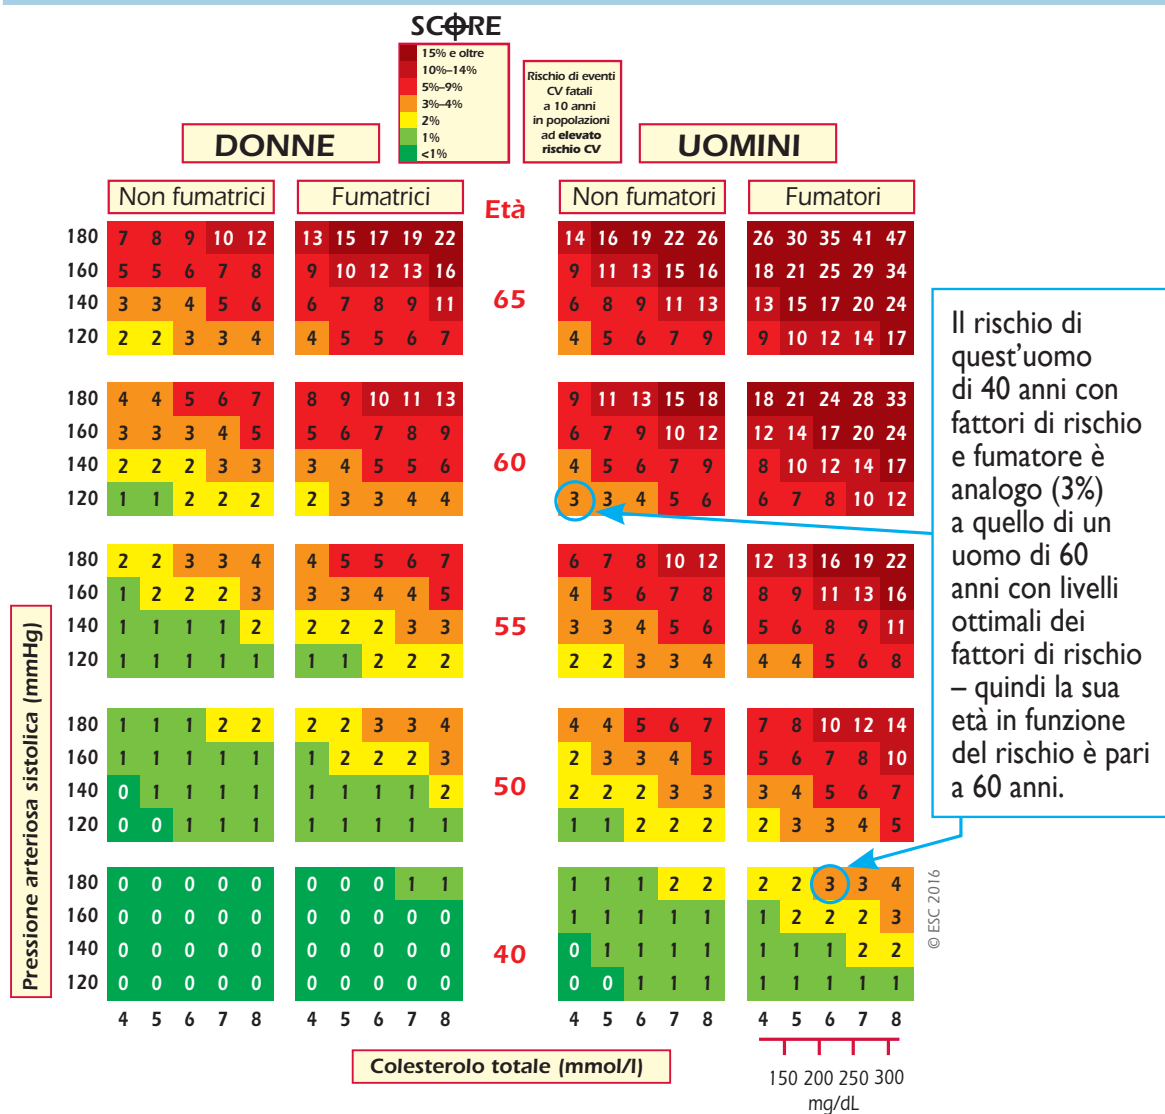 SCORE
15% e oltre
10%–14%
5%–9%
3%–4%
2%
1%
<1%
Rischio di eventi
CV fatali
a 10 anni
in popolazioni
ad elevato
rischio CV
DONNE
UOMINI
Non fumatrici
Fumatrici
Età
Non fumatori
Fumatori
180 7 8 9 10 12 13 15 17 19 22 14 16 19 22 26 26 30 35 41 47
160 5 5 6 7 8 9 10 12 13 16 9 11 13 15 16 18 21 25 29 34
65
140 3 3 4 5 6 6 7 8 9 11 6 8 9 11 13 13 15 17 20 24
120 2 2 3 3 4 4 5 5 6 7 4 5 6 7 9 9 10 12 14 17
180 4 4 5 6 7 8 9 10 11 13 9 11 13 15 18 18 21 24 28 33
160 3 3 3 4 5 5 6 7 8 9 6 7 9 10 12 12 14 17 20 24
60
140 2 2 2 3 3 3 4 5 5 6 4 5 6 7 9 8 10 12 14 17
120 1 1 2 2 2 2 3 3 4 4 3 3 4 5 6 6 7 8 10 12
180 2 2 3 3 4 4 5 5 6 7 6 7 8 10 12 12 13 16 19 22
160 1 2 2 2 3 3 3 4 4 5 4 5 6 7 8 8 9 11 13 16
55
140 1 1 1 1 2 2 2 2 3 3 3 3 4 5 6 5 6 8 9 11
120 1 1 1 1 1 1 1 2 2 2 2 2 3 3 4 4 4 5 6 8
180 1 1 1 2 2 2 2 3 3 4 4 4 5 6 7 7 8 10 12 14
160 1 1 1 1 1 1 2 2 2 3 2 3 3 4 5 5 6 7 8 10
50
140 0 1 1 1 1 1 1 1 1 2 2 2 2 3 3 3 4 5 6 7
120 0 0 1 1 1 1 1 1 1 1 1 1 2 2 2 2 3 3 4 5
180 0 0 0 0 0 0 0 0 1 1 1 1 1 2 2 2 2 3 3 4
160 0 0 0 0 0 0 0 0 0 0 1 1 1 1 1 1 2 2 2 3
40
140 0 0 0 0 0 0 0 0 0 0 0 1 1 1 1 1 1 1 2 2
120 0 0 0 0 0 0 0 0 0 0 0 0 1 1 1 1 1 1 1 1
4 5 6 7 8 4 5 6 7 8 4 5 6 7 8 4 5 6 7 8
Pressione arteriosa sistolica (mmHg)
Colesterolo totale (mmol/l)
150 200 250 300
mg/dL
Il rischio di
quest’uomo
di 40 anni con
fattori di rischio
e fumatore è
analogo (3%)
a quello di un
uomo di 60
anni con livelli
ottimali dei
fattori di rischio
– quindi la sua
età in funzione
del rischio è pari
a 60 anni.
© ESC 2016